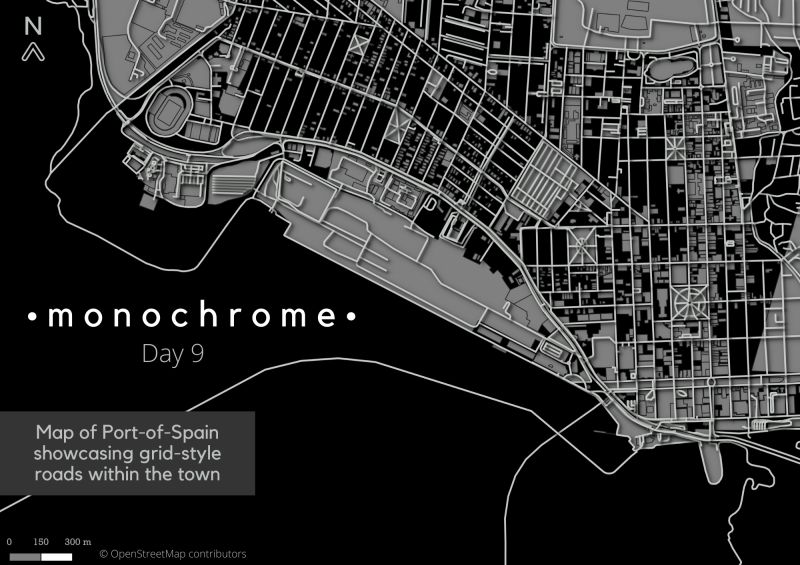 N
•monochrome•
Day 9
Map of Port-of-Spain
showcasing grid-style
roads within the town
0 150 300 m
© OpenStreetMap contributors